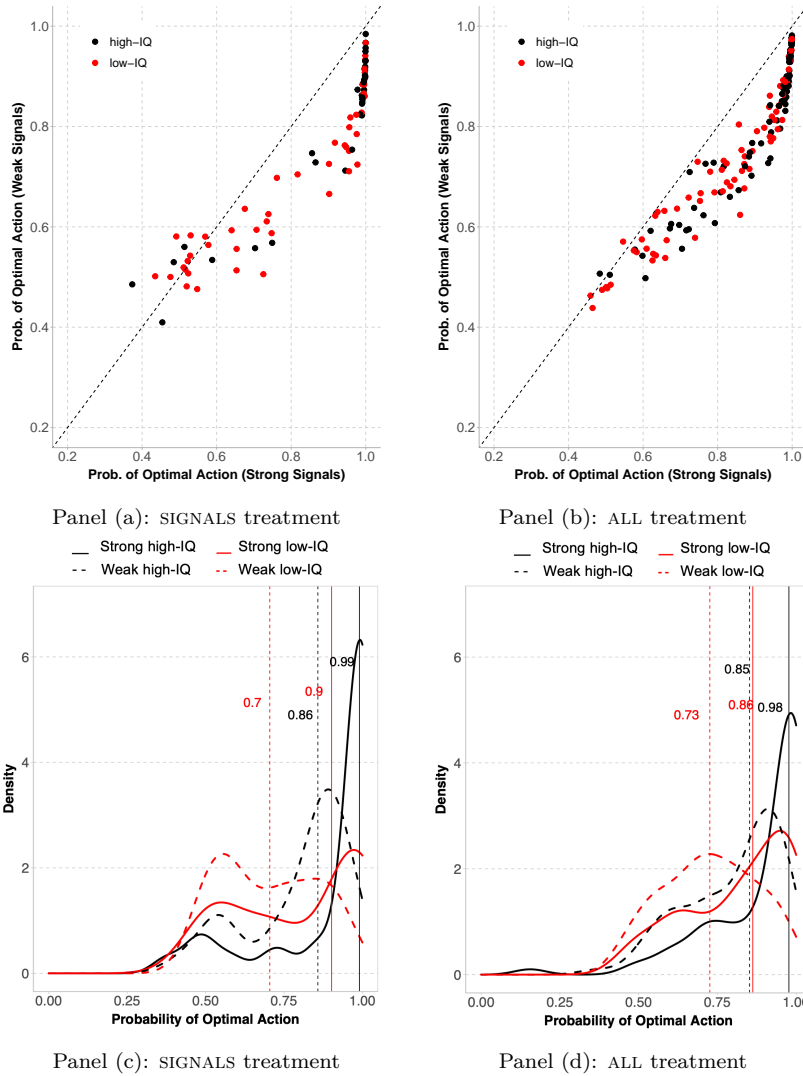 1.0
0.8
0.6
0.4
0.2
0.2 0.4 0.6 0.8 1.0
Prob. of Optimal Action (Weak Signals)
Prob. of Optimal Action (Strong Signals)
high−IQ
low−IQ
Panel (a): SIGNALS treatment
1.0
0.8
0.6
0.4
0.2
0.2 0.4 0.6 0.8 1.0
Prob. of Optimal Action (Weak Signals)
Prob. of Optimal Action (Strong Signals)
high−IQ
low−IQ
Panel (b): ALL treatment
Strong high-IQ Strong low-IQ
Weak high-IQ Weak low-IQ
6
4
2
0
0.99
0.9
0.7
0.86
0.00 0.25 0.50 0.75 1.00
Density
Probability of Optimal Action
Panel (c): SIGNALS treatment
Strong high-IQ Strong low-IQ
Weak high-IQ Weak low-IQ
6
4
2
0
0.85
0.86
0.98
0.73
0.00 0.25 0.50 0.75 1.00
Density
Probability of Optimal Action
Panel (d): ALL treatment